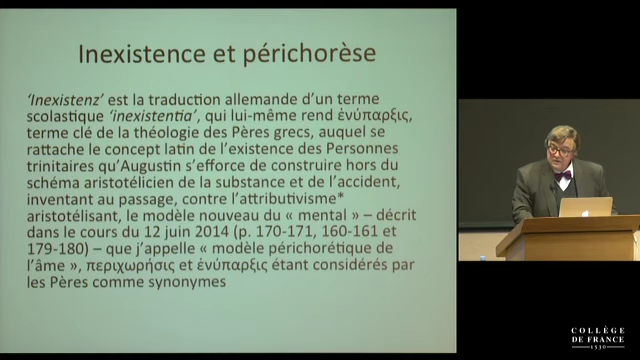 Inexistence et périchorèse
‘Inexistenz’ est la traduction allemande d’un terme
scolastique ‘inexistentia’, qui lui-même rend ἐνύπαρξις,
terme clé de la théologie des Pères grecs, auquel se
rattache le concept latin de l’existence des Personnes
trinitaires qu’Augustin s’efforce de construire hors du
schéma aristotélicien de la substance et de l’accident,
inventant au passage, contre l’attributivisme*
aristotélisant, le modèle nouveau du « mental » – décrit
dans le cours du 12 juin 2014 (p. 170-171, 160-161 et
179-180) – que j’appelle « modèle périchorétique de
l’âme », περιχωρήσις et ἐνύπαρξις étant considérés par
les Pères comme synonymes
COLLÈGE
DE FRANCE
1530